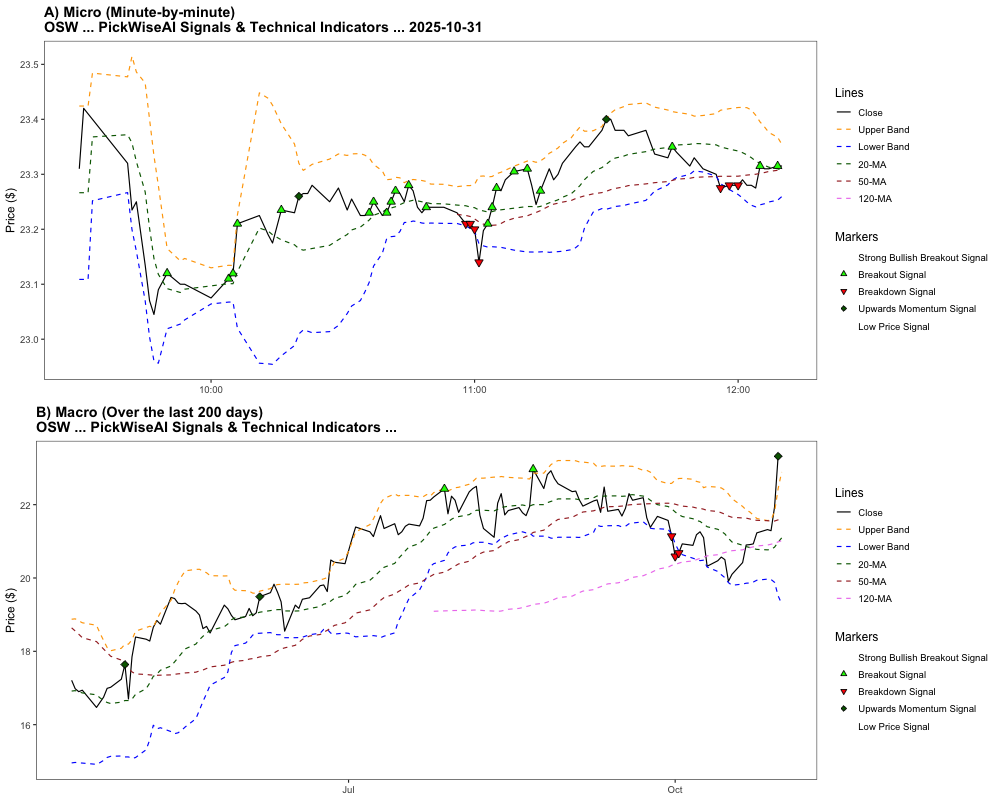 A) Micro (Minute-by-minute)
OSW ... PickWiseAI Signals & Technical Indicators ... 2025-10-31
Price ($)
23.5
23.4
23.3
23.2
23.1
23.0
10:00
11:00
12:00
Lines
Close
Upper Band
Lower Band
20-MA
50-MA
120-MA
Markers
Strong Bullish Breakout Signal
Breakout Signal
Breakdown Signal
Upwards Momentum Signal
Low Price Signal
B) Macro (Over the last 200 days)
OSW ... PickWiseAI Signals & Technical Indicators ...
Price ($)
22
20
18
16
Jul
Oct
Lines
Close
Upper Band
Lower Band
20-MA
50-MA
120-MA
Markers
Strong Bullish Breakout Signal
Breakout Signal
Breakdown Signal
Upwards Momentum Signal
Low Price Signal